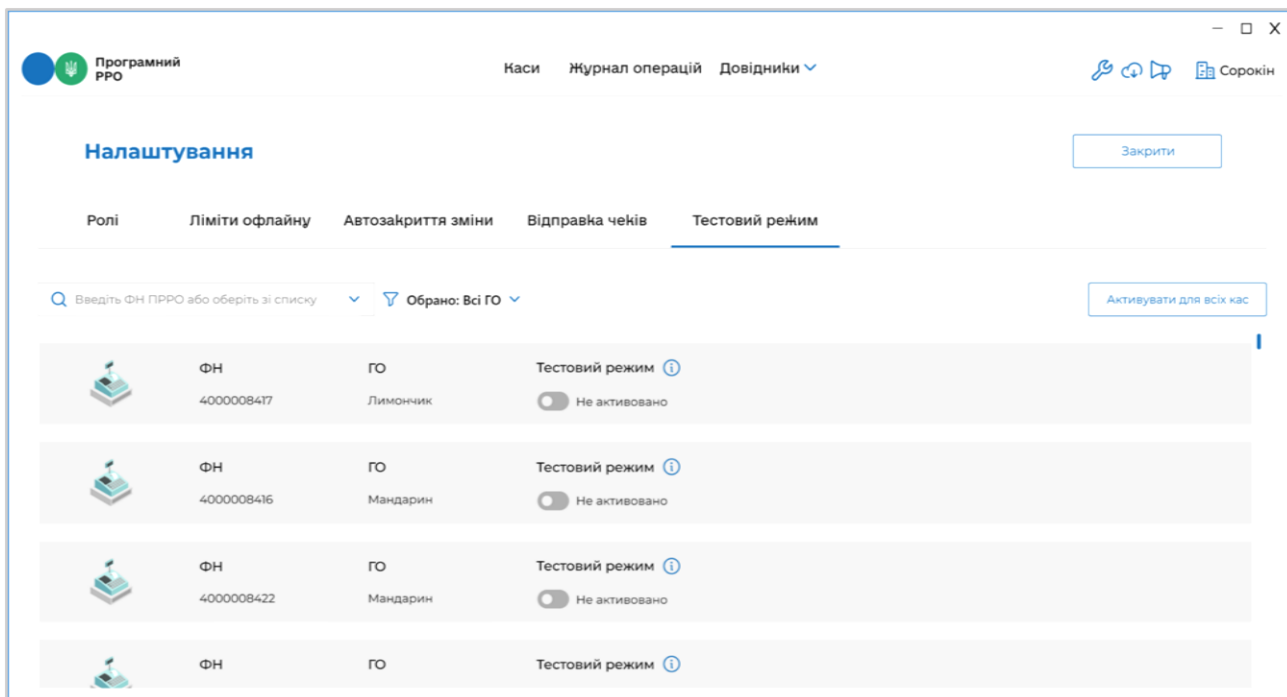 Програмний
РРО
Каси Журнал операцій Довідники
Сорокін
Налаштування
Закрити
Ролі Ліміти офлайну Автозакриття зміни Відправка чеків Тестовий режим
Введіть ФН ПРРО або оберіть зі списку Обрано: Всі ГО Активувати для всіх кас
ФН ГО Тестовий режим
4000008417 Лимончик Не активовано
ФН ГО Тестовий режим
4000008416 Мандарин Не активовано
ФН ГО Тестовий режим
4000008422 Мандарин Не активовано
ФН ГО Тестовий режим